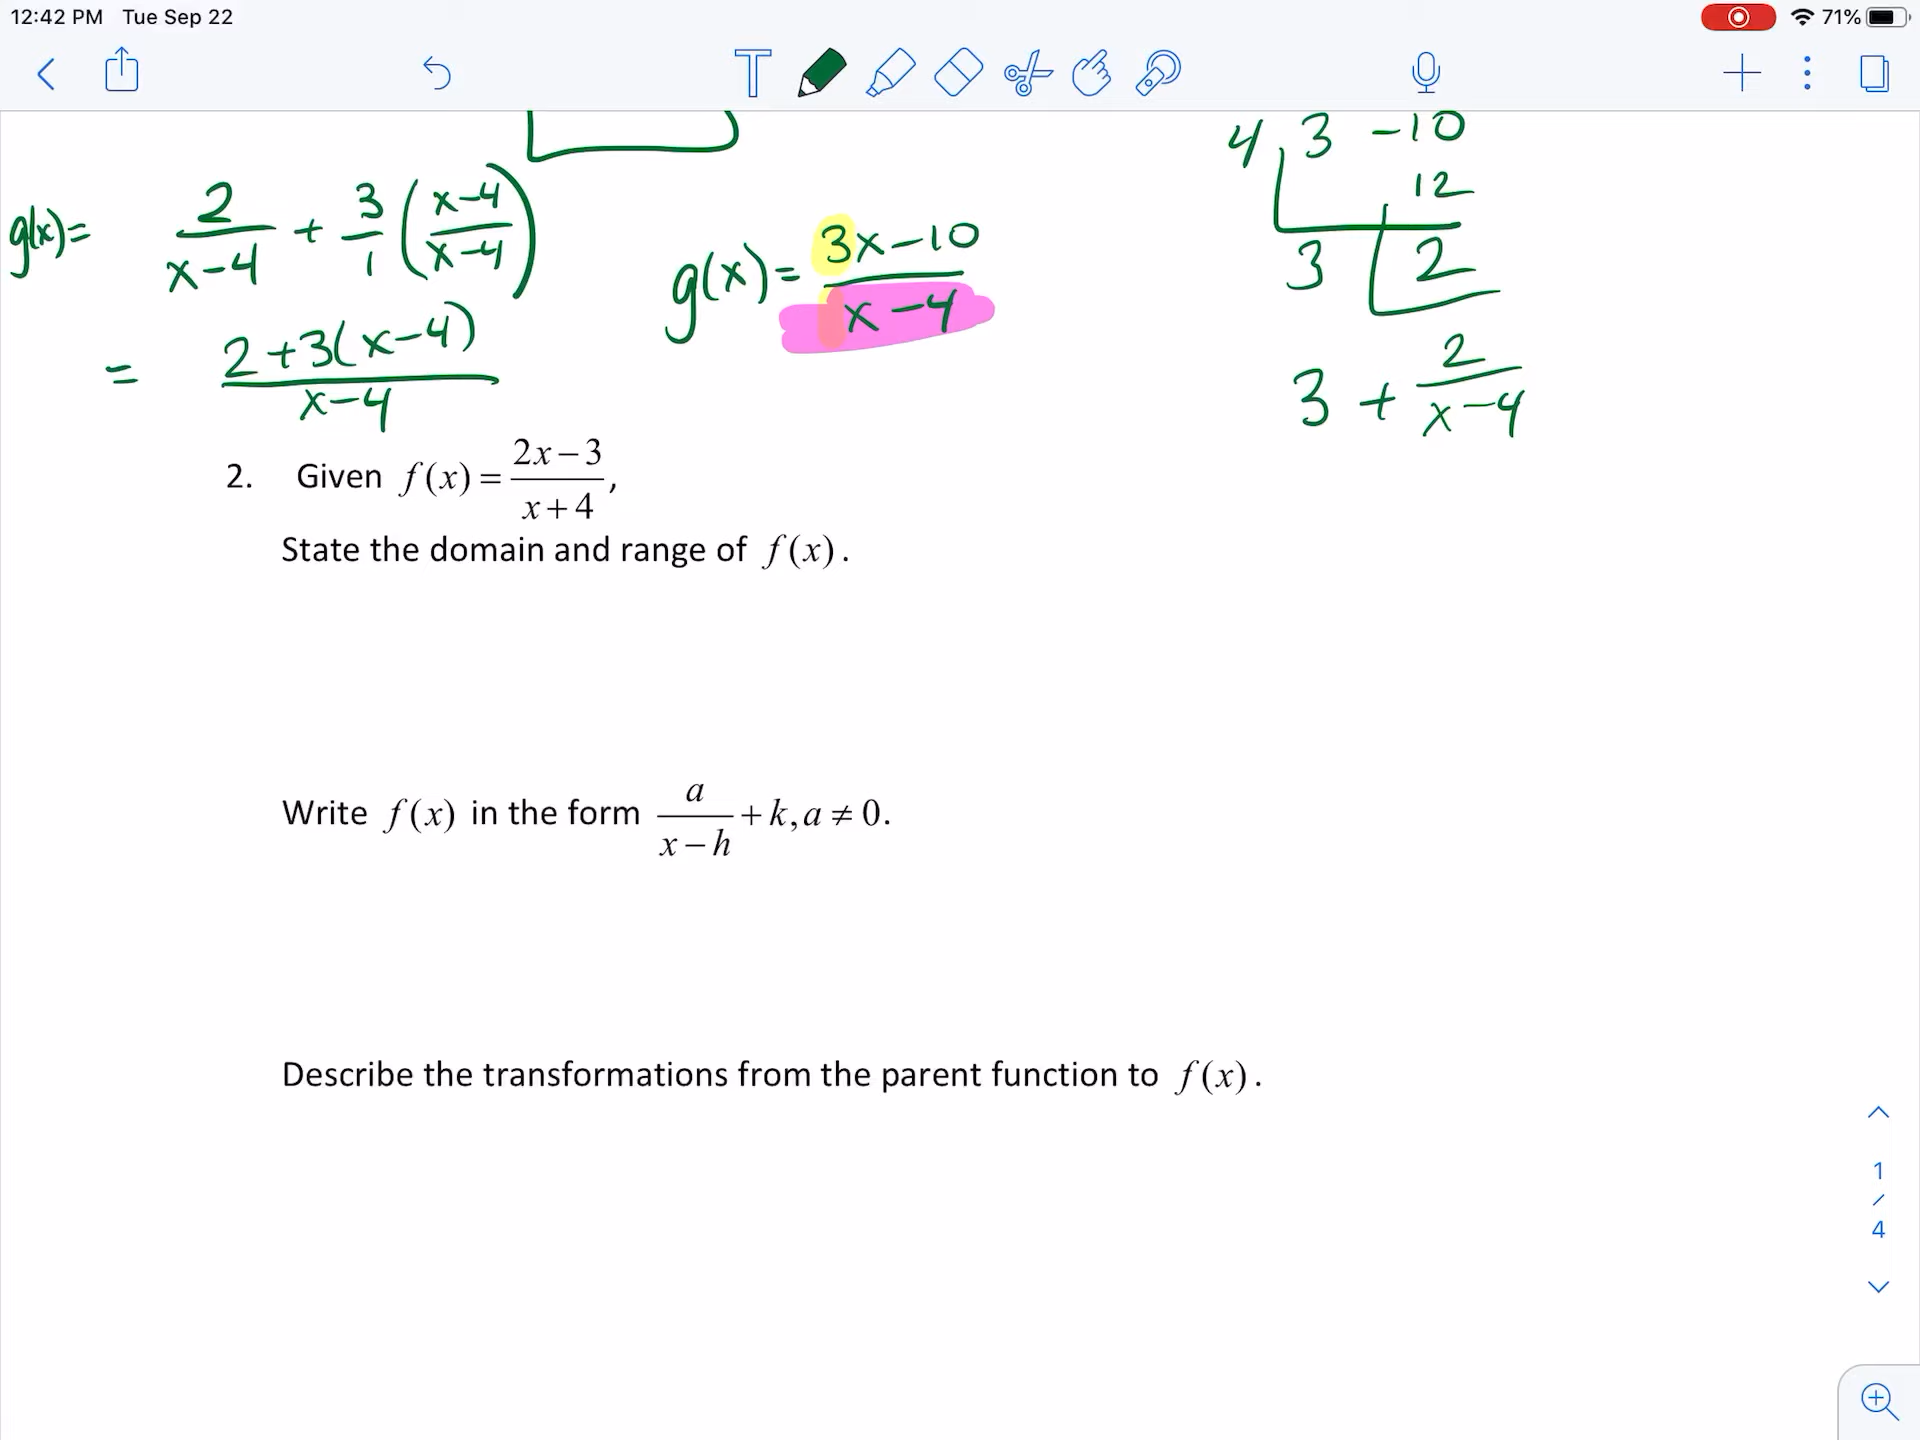 12:42 PM Tue Sep 22
71%
T
4 3 -10
12
3 2
3 + 2/(x-4)
g(x)= 2/(x-4) + 3/1 ((x-4)/(x-4))
= (2+3(x-4))/(x-4)
g(x)= (3x-10)/(x-4)
2. Given f(x) = (2x-3)/(x+4),
State the domain and range of f(x).
Write f(x) in the form a/(x-h) + k, a ≠ 0.
Describe the transformations from the parent function to f(x).
1
/
4